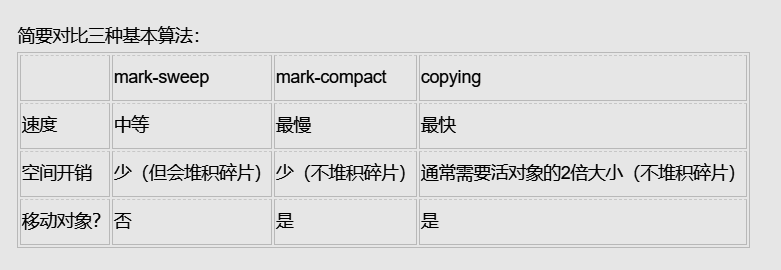 简要对比三种基本算法：
mark-sweep mark-compact copying
速度 中等 最慢 最快
空间开销 少（但会堆积碎片） 少（不堆积碎片） 通常需要活对象的2倍大小（不堆积碎片）
移动对象？ 否 是 是